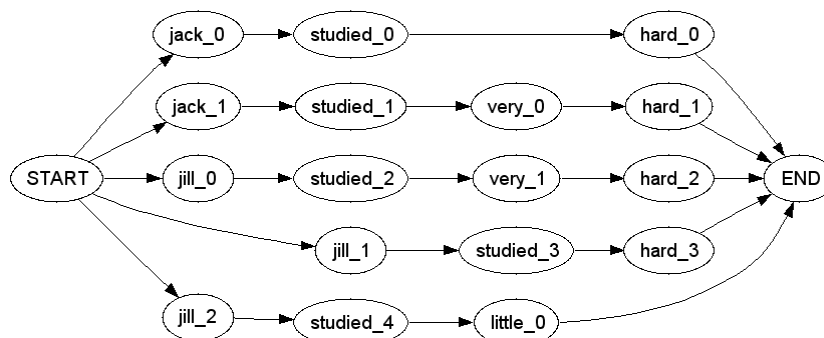 jack_0 studied_0 hard_0
jack_1 studied_1 very_0 hard_1
START jill_0 studied_2 very_1 hard_2 END
jill_1 studied_3 hard_3
jill_2 studied_4 little_0